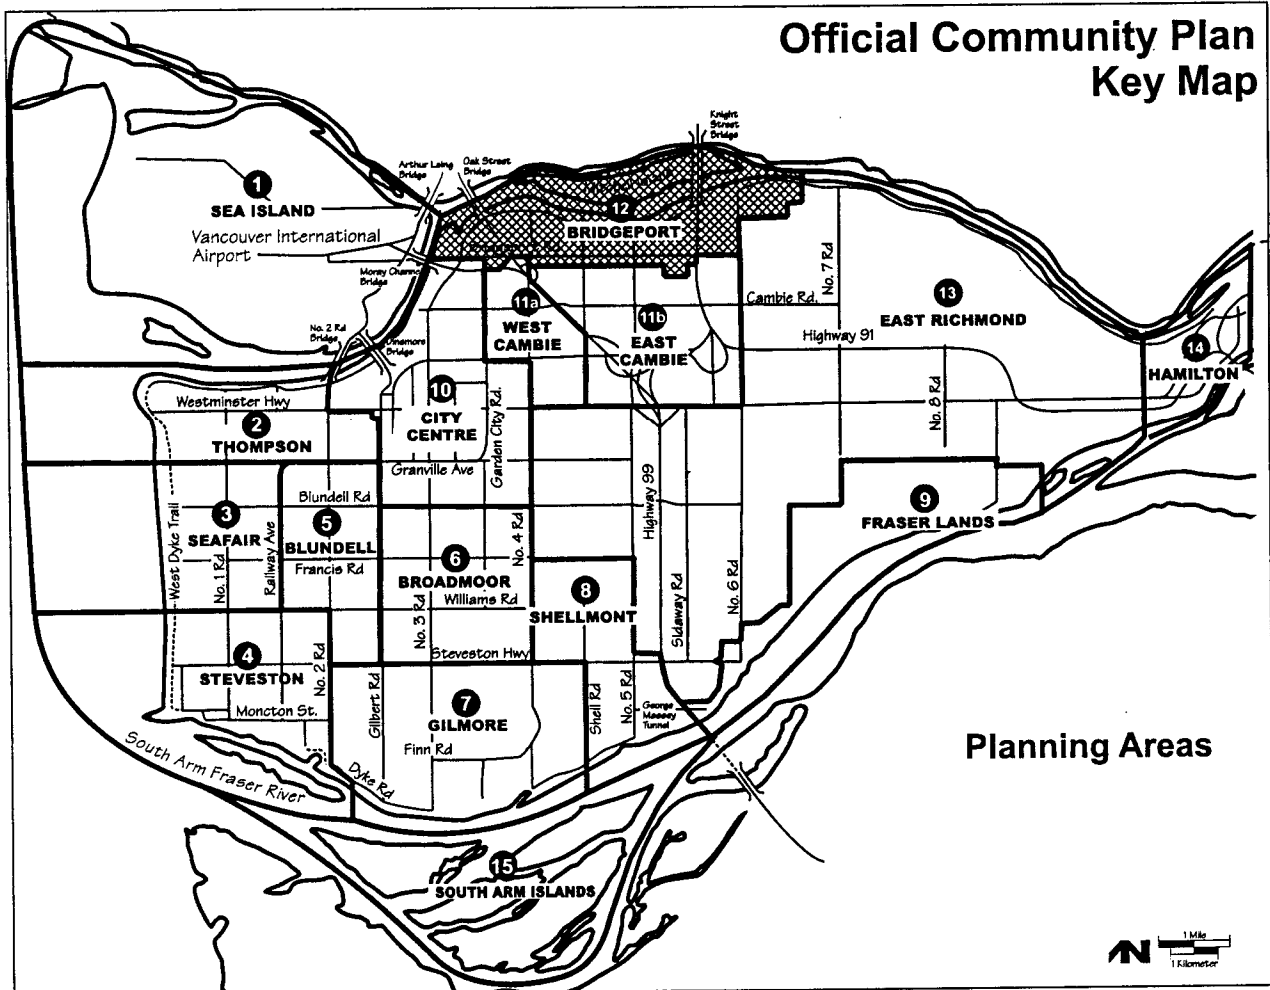 Official Community Plan
Key Map
Knight
Street
Bridge
Arthur Laing
Bridge
Oak Street
Bridge
1
SEA ISLAND
Vancouver International
Airport
12
BRIDGEPORT
Moray Channel
Bridge
No. 2 Rd
Bridge
Dinsmore
Bridge
11a
WEST
CAMBIE
11b
EAST
CAMBIE
Cambie Rd.
No. 7 Rd
13
EAST RICHMOND
Highway 91
14
HAMILTON
Westminster Hwy
2
THOMPSON
10
CITY
CENTRE
Garden City Rd.
Granville Ave
No. 8 Rd
Highway 99
9
FRASER LANDS
Blundell Rd
West Dyke Trail
3
SEAFAIR
No. 1 Rd
Railway Ave
5
BLUNDELL
Francis Rd
6
BROADMOOR
Williams Rd
No. 3 Rd
No. 4 Rd
8
SHELLMONT
Sidaway Rd
No. 6 Rd
Steveston Hwy
4
STEVESTON
No. 2 Rd
Moncton St.
Gilbert Rd
7
GILMORE
Finn Rd
Shell Rd
No. 5 Rd
George
Massey
Tunnel
Planning Areas
South Arm Fraser River
Dyke Rd
15
SOUTH ARM ISLANDS
N
1 Mile
1 Kilometer